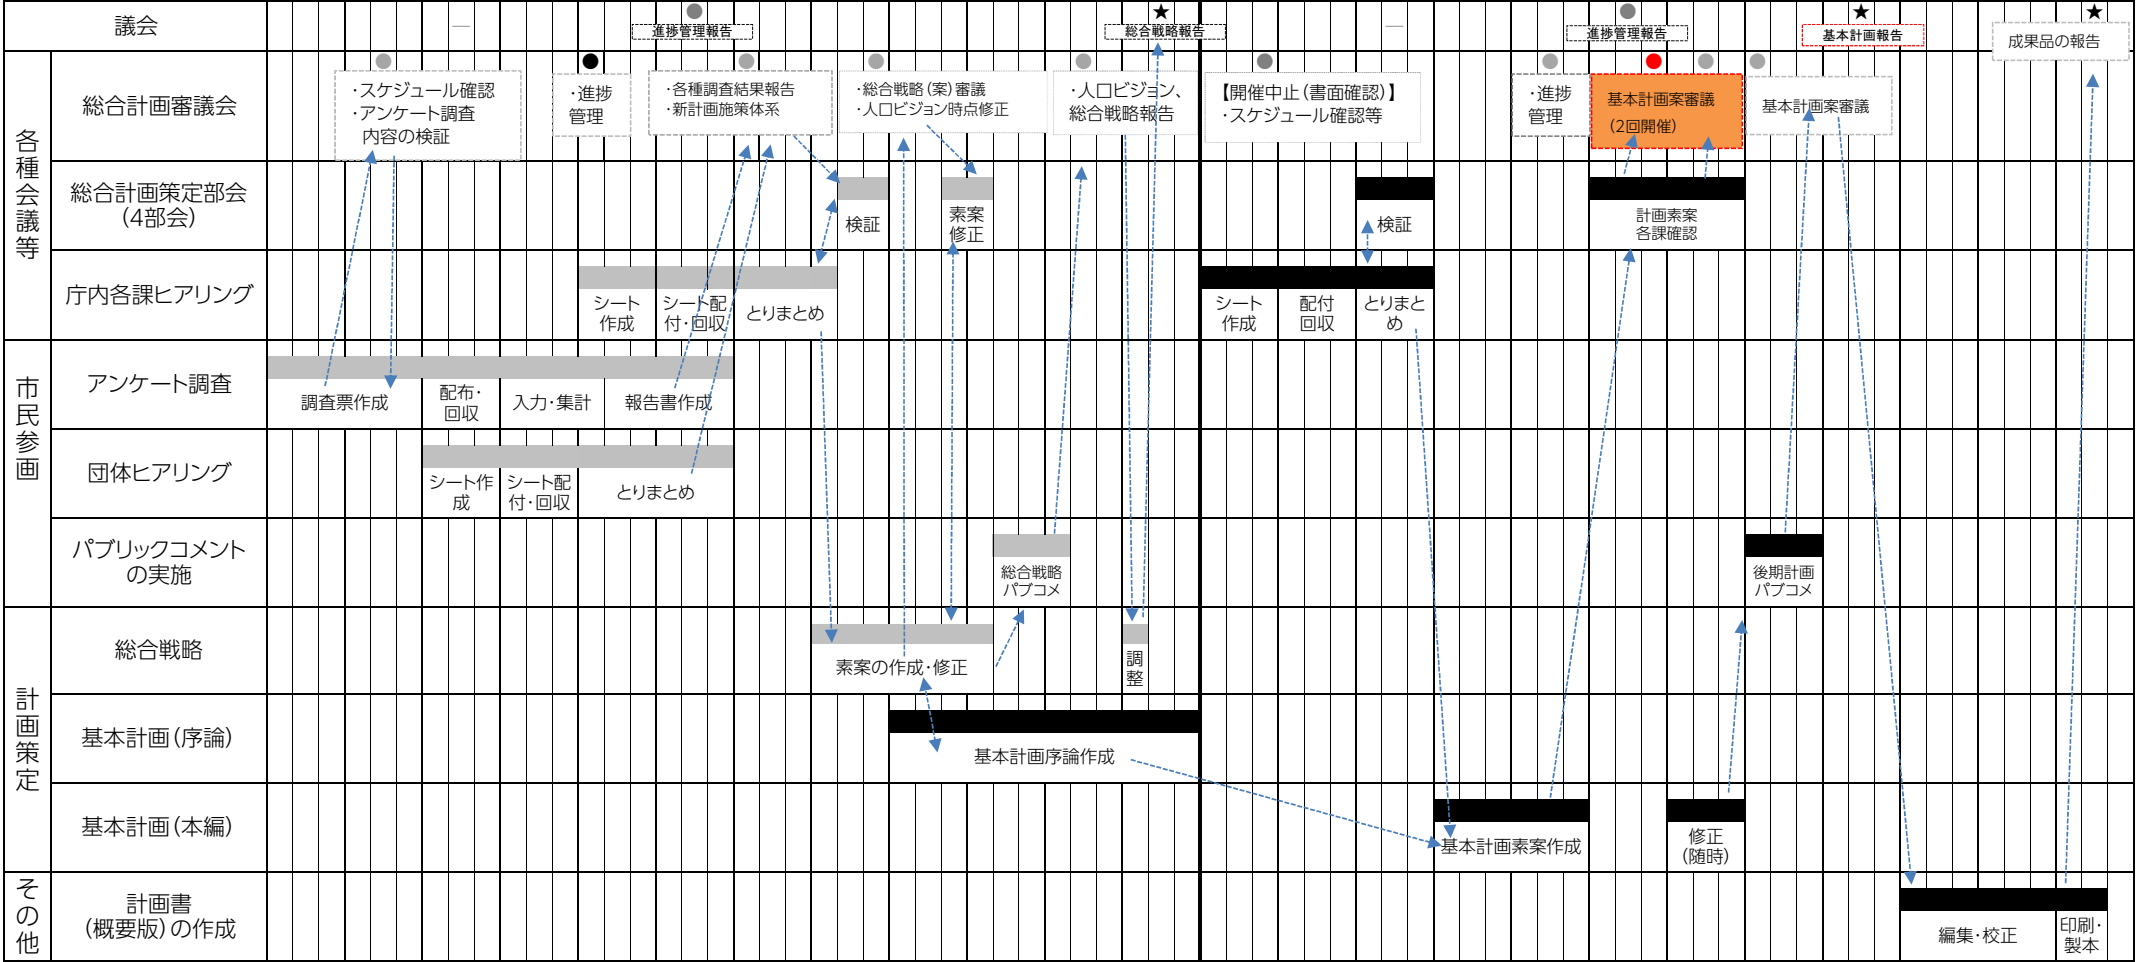 議会
進捗管理報告
総合戦略報告
進捗管理報告
基本計画報告
成果品の報告
各種会議等
総合計画審議会
・スケジュール確認
・アンケート調査
内容の検証
・進捗
管理
・各種調査結果報告
・新計画施策体系
・総合戦略（案）審議
・人口ビジョン時点修正
・人口ビジョン、
総合戦略報告
【開催中止（書面確認）】
・スケジュール確認等
・進捗
管理
基本計画案審議
（2回開催）
基本計画案審議
総合計画策定部会
（4部会）
検証
素案
修正
検証
計画素案
各課確認
庁内各課ヒアリング
シート
作成
シート配
付・回収
とりまとめ
シート
作成
配付
回収
とりまと
め
市民参画
アンケート調査
調査票作成
配布・
回収
入力・集計
報告書作成
団体ヒアリング
シート作
成
シート配
付・回収
とりまとめ
パブリックコメント
の実施
総合戦略
パブコメ
後期計画
パブコメ
計画策定
総合戦略
素案の作成・修正
調
整
基本計画（序論）
基本計画序論作成
基本計画（本編）
基本計画素案作成
修正
（随時）
その他
計画書
（概要版）の作成
編集・校正
印刷・
製本